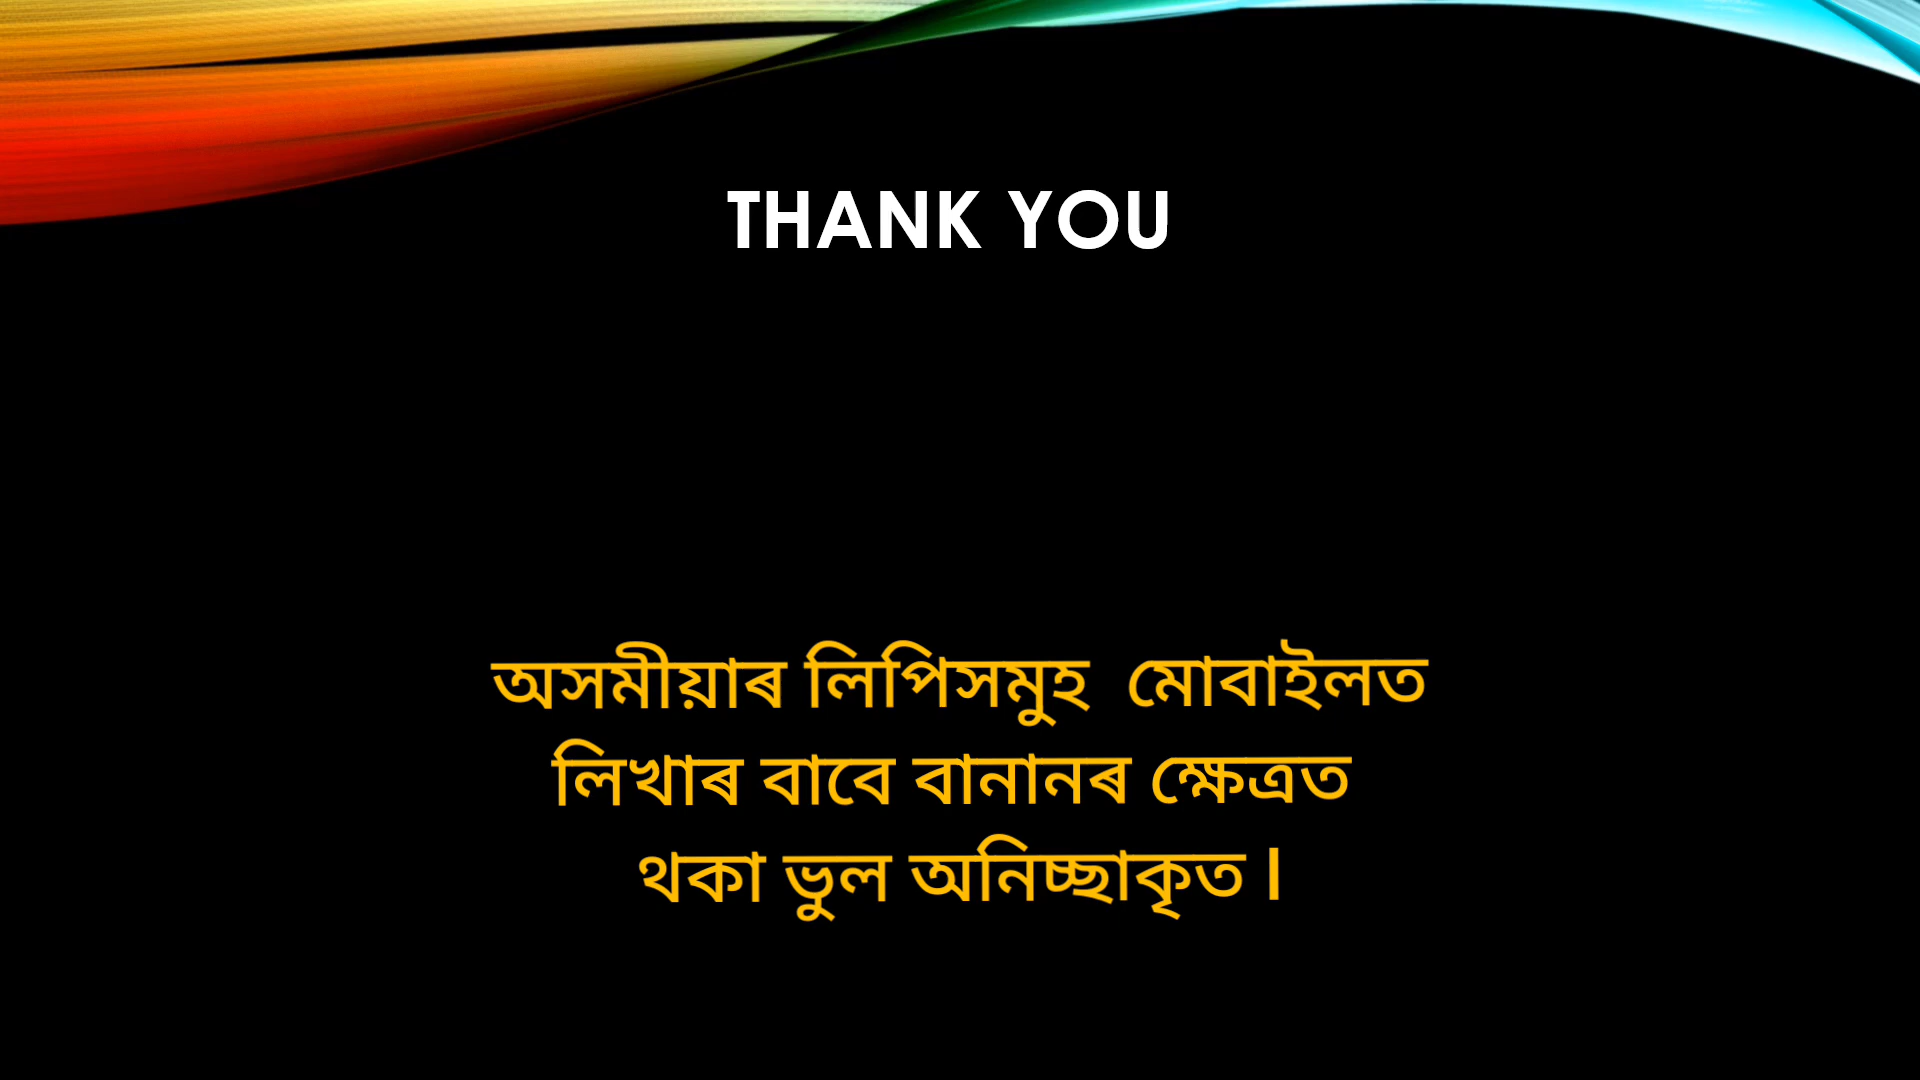 THANK YOU
অসমীয়াৰ লিপিসমুহ মোবাইলত
লিখাৰ বাবে বানানৰ ক্ষেত্ৰত
থকা ভুল অনিচ্ছাকৃত ।